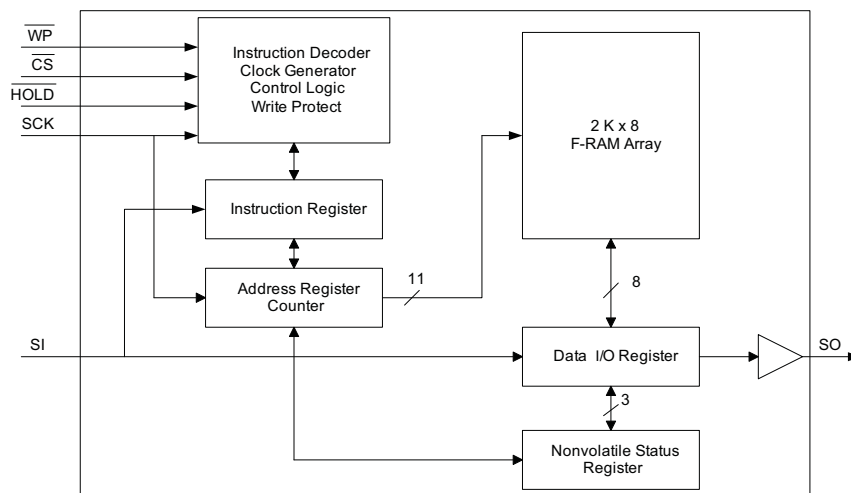 WP
CS
HOLD
SCK
Instruction Decoder
Clock Generator
Control Logic
Write Protect
2 K x 8
F-RAM Array
Instruction Register
Address Register
Counter
11
8
SI
Data I/O Register
SO
3
Nonvolatile Status
Register